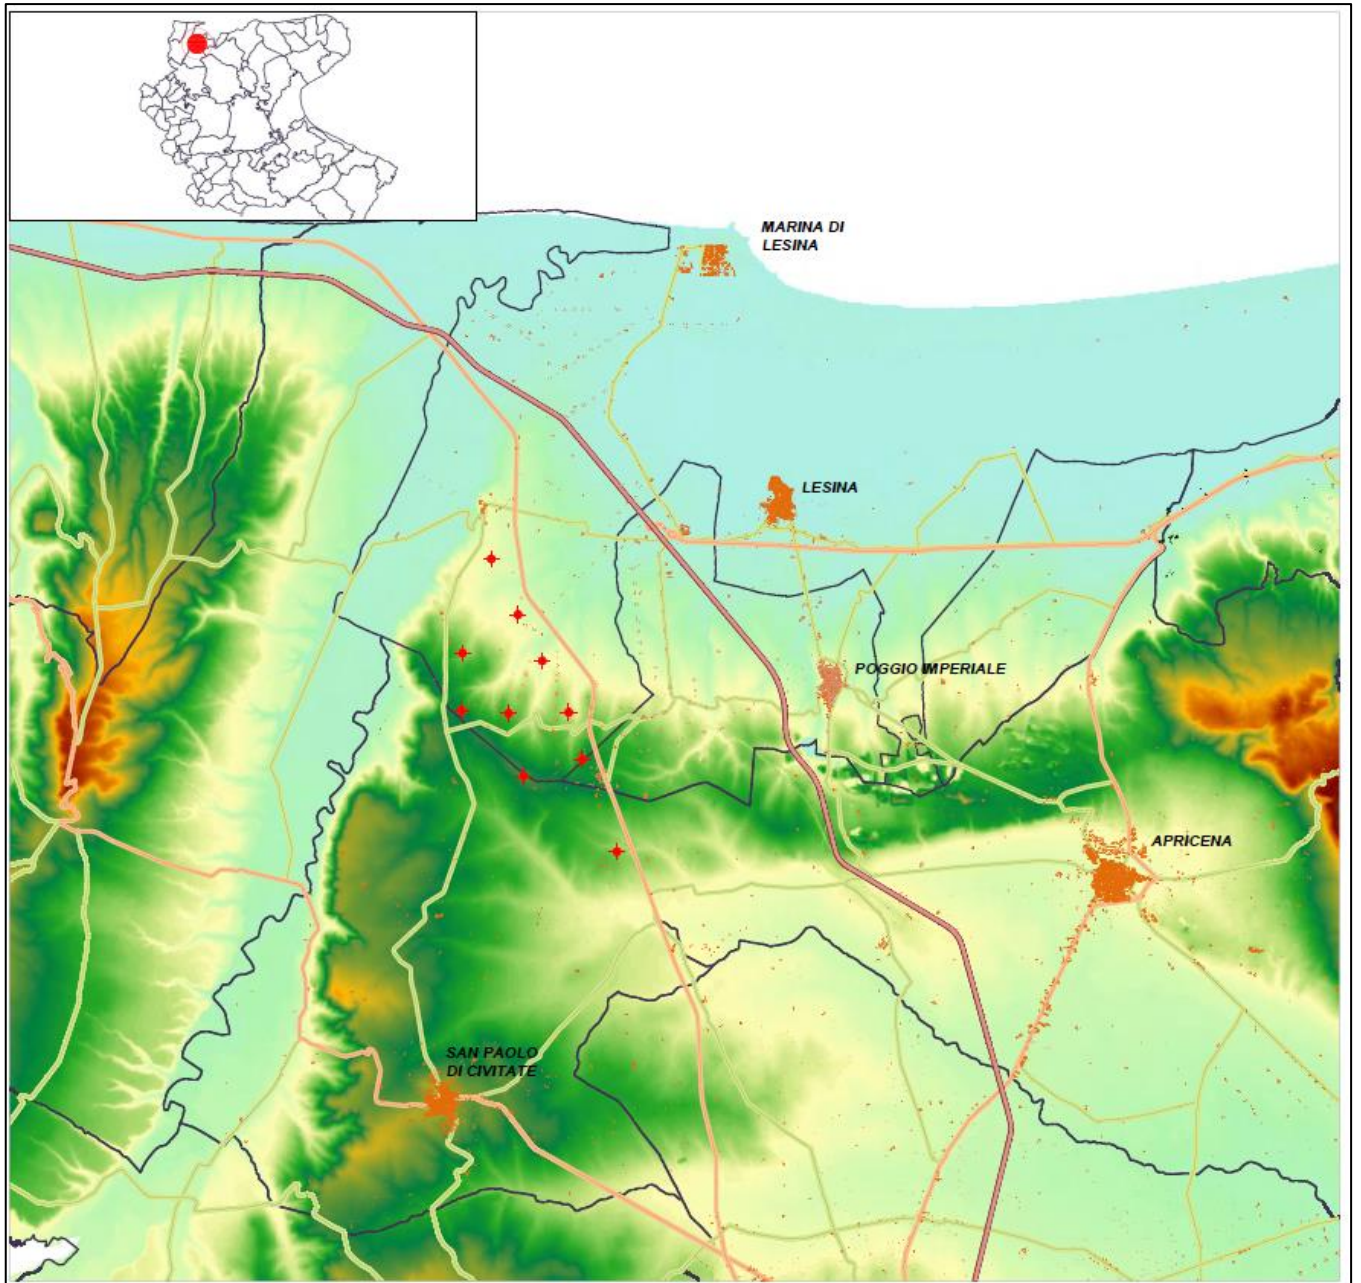 MARINA DI
LESINA
LESINA
POGGIO IMPERIALE
APRICENA
SAN PAOLO
DI CIVITATE